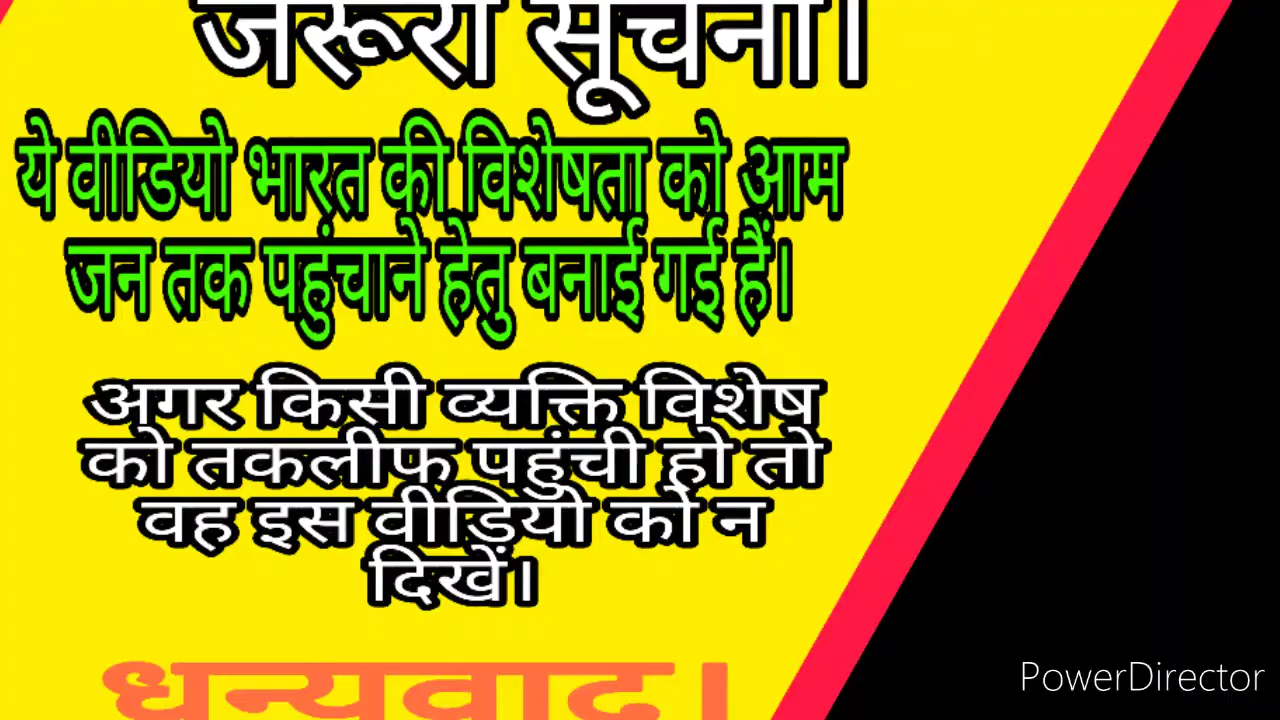 जरूरी सूचना।
ये वीडियो भारत की विशेषता को आम
जन तक पहुंचाने हेतु बनाई गई हैं।
अगर किसी व्यक्ति विशेष
को तकलीफ पहुंची हो तो
वह इस वीडियो को न
दिखें।
धन्यवाद।
PowerDirector